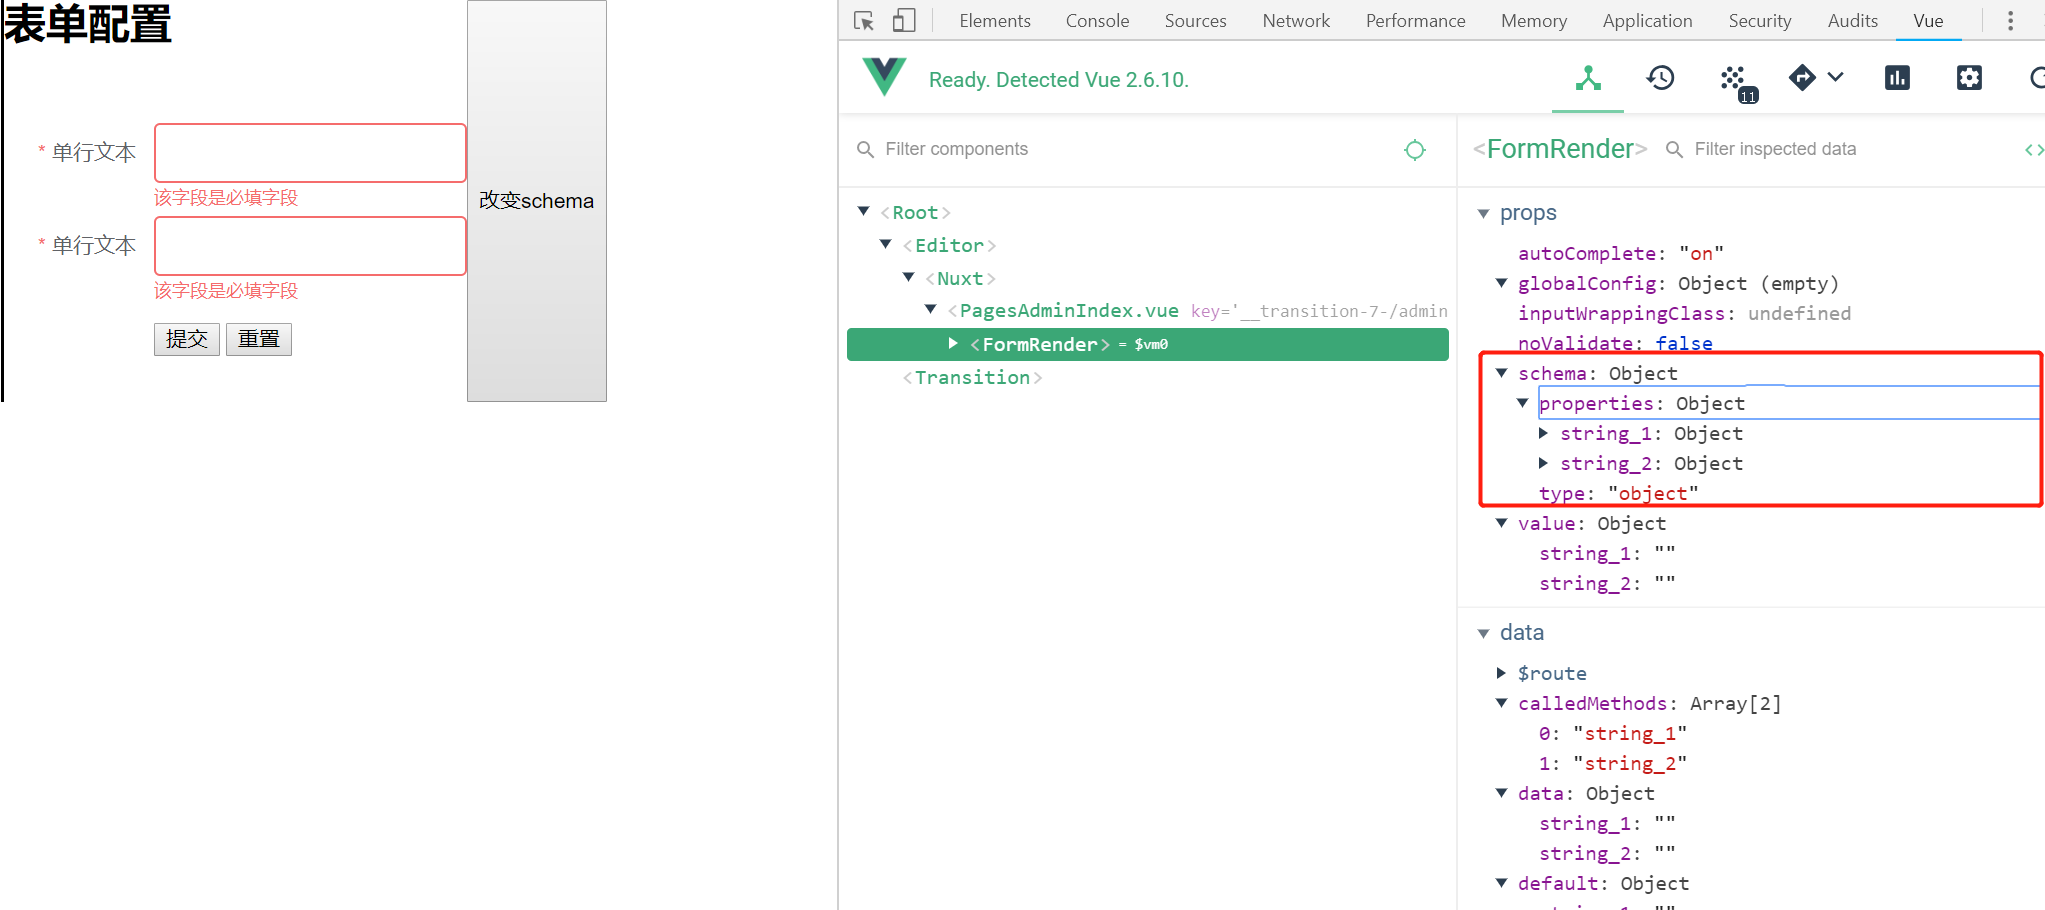 表单配置
* 单行文本
该字段是必填字段
* 单行文本
该字段是必填字段
提交 重置
改变schema
Elements Console Sources Network Performance Memory Application Security Audits Vue
Ready. Detected Vue 2.6.10.
11
Filter components
<Root>
<Editor>
<Nuxt>
<PagesAdminIndex.vue key='__transition-7-/admin
<FormRender> = $vm0
<Transition>
<FormRender> Filter inspected data
props
autoComplete: "on"
globalConfig: Object (empty)
inputWrappingClass: undefined
noValidate: false
schema: Object
properties: Object
string_1: Object
string_2: Object
type: "object"
value: Object
string_1: ""
string_2: ""
data
$route
calledMethods: Array[2]
0: "string_1"
1: "string_2"
data: Object
string_1: ""
string_2: ""
default: Object